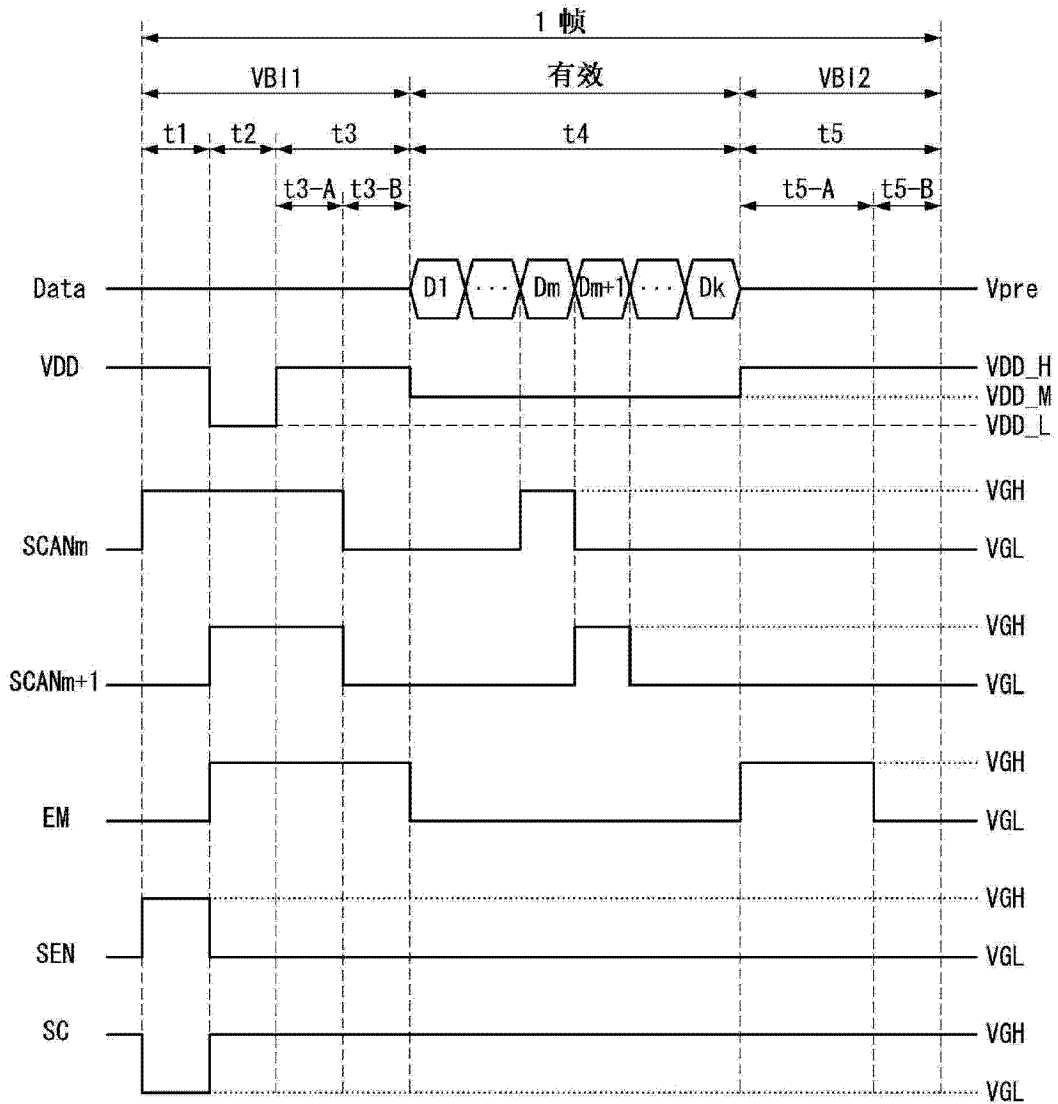 1 帧
VBI1 有效 VBI2
t1 t2 t3 t4 t5
t3-A t3-B t5-A t5-B
Data D1 ... Dm Dm+1 ... Dk Vpre
VDD VDD_H
VDD_M
VDD_L
VGH
SCANm VGL
VGH
SCANm+1 VGL
VGH
EM VGL
VGH
SEN VGL
SC VGH
VGL